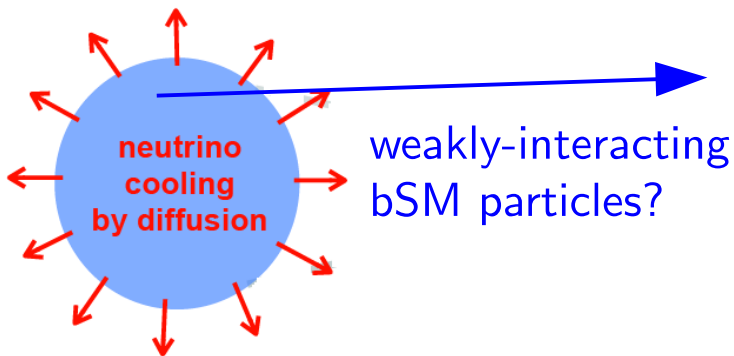 neutrino
cooling
by diffusion
weakly-interacting
bSM particles?